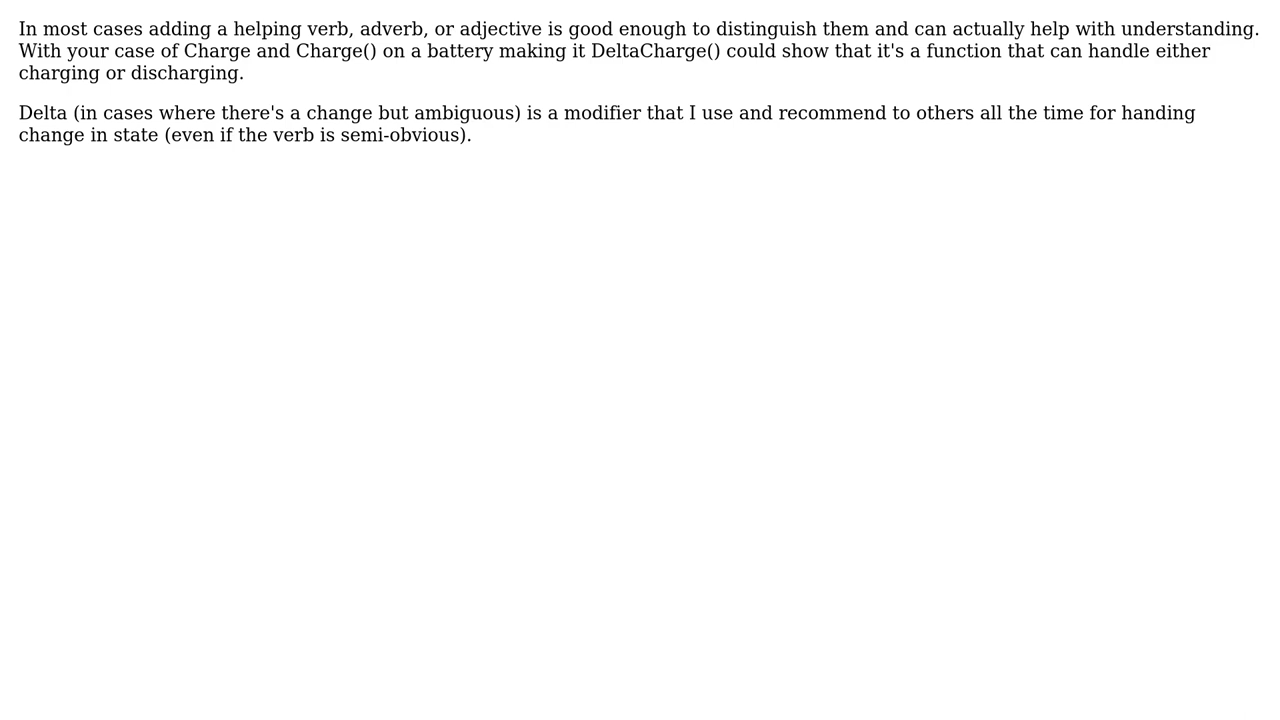 In most cases adding a helping verb, adverb, or adjective is good enough to distinguish them and can actually help with understanding.
With your case of Charge and Charge() on a battery making it DeltaCharge() could show that it's a function that can handle either
charging or discharging.
Delta (in cases where there's a change but ambiguous) is a modifier that I use and recommend to others all the time for handing
change in state (even if the verb is semi-obvious).